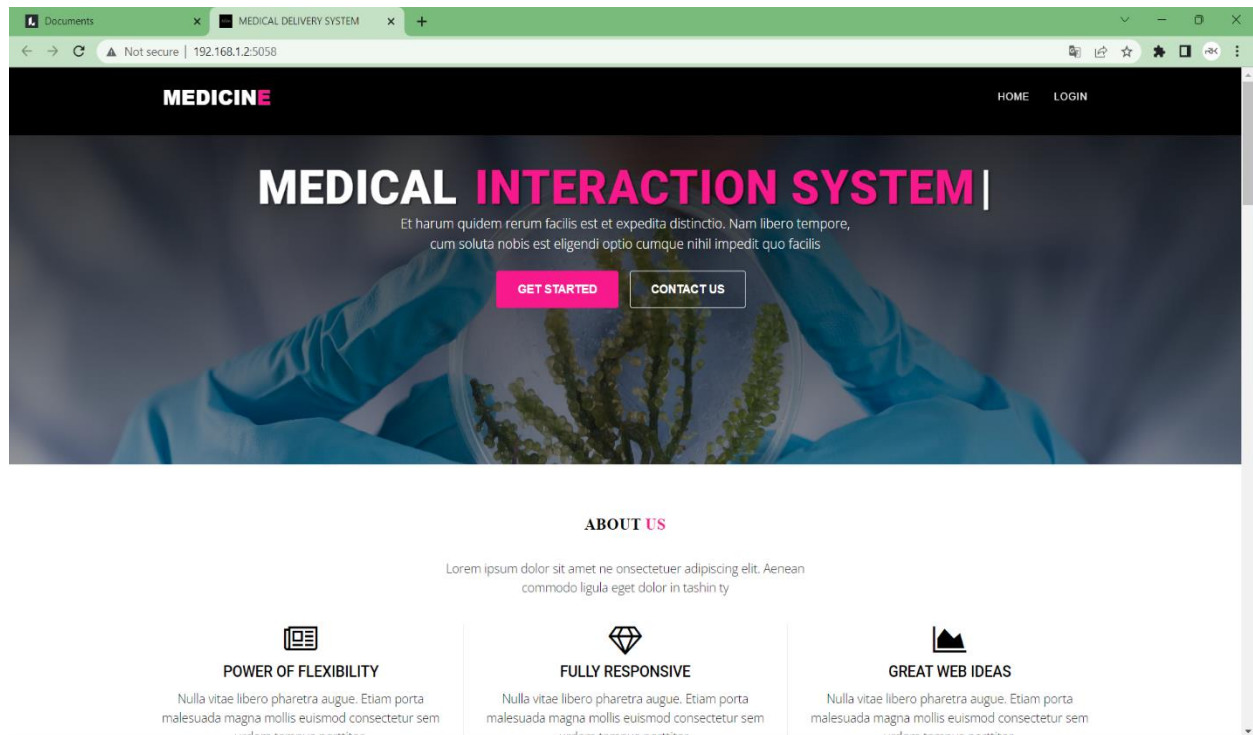 Documents
MEDICAL DELIVERY SYSTEM
Not secure | 192.168.1.2:5058
MEDICINE
HOME LOGIN
MEDICAL INTERACTION SYSTEM|
Et harum quidem rerum facilis est et expedita distinctio. Nam libero tempore,
cum soluta nobis est eligendi optio cumque nihil impedit quo facilis
GET STARTED CONTACT US
ABOUT US
Lorem ipsum dolor sit amet ne onsectetuer adipiscing elit. Aenean
commodo ligula eget dolor in tashin ty
POWER OF FLEXIBILITY
Nulla vitae libero pharetra augue. Etiam porta
malesuada magna mollis euismod consectetur sem
FULLY RESPONSIVE
Nulla vitae libero pharetra augue. Etiam porta
malesuada magna mollis euismod consectetur sem
GREAT WEB IDEAS
Nulla vitae libero pharetra augue. Etiam porta
malesuada magna mollis euismod consectetur sem